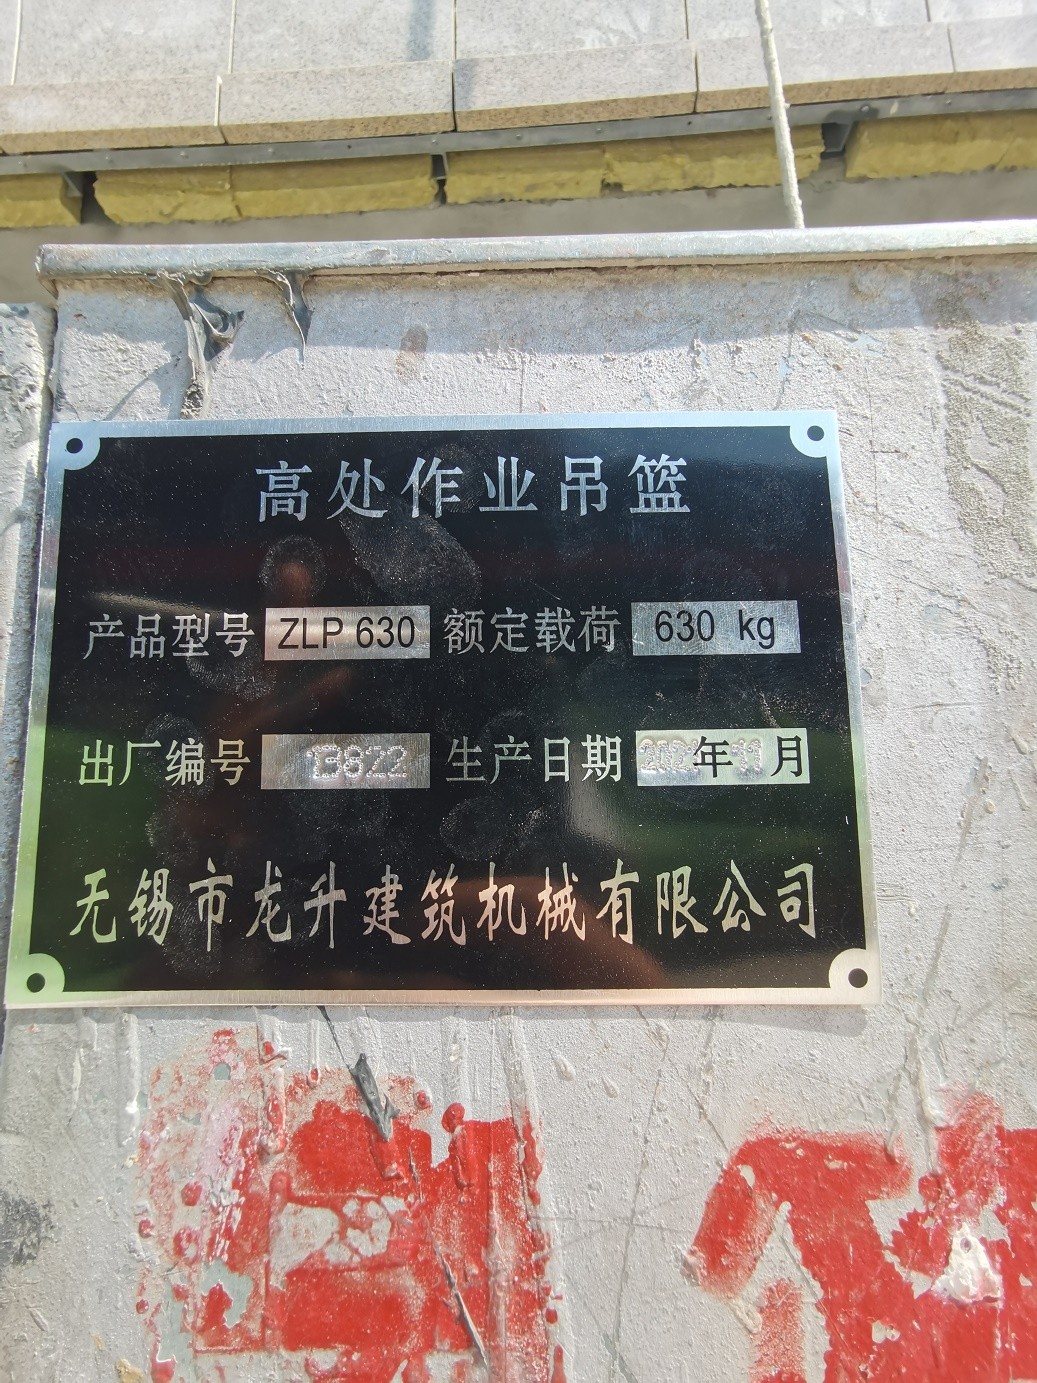 高处作业吊篮
产品型号 ZLP 630 额定载荷 630 kg
出厂编号 13822 生产日期 年 月
无锡市龙升建筑机械有限公司